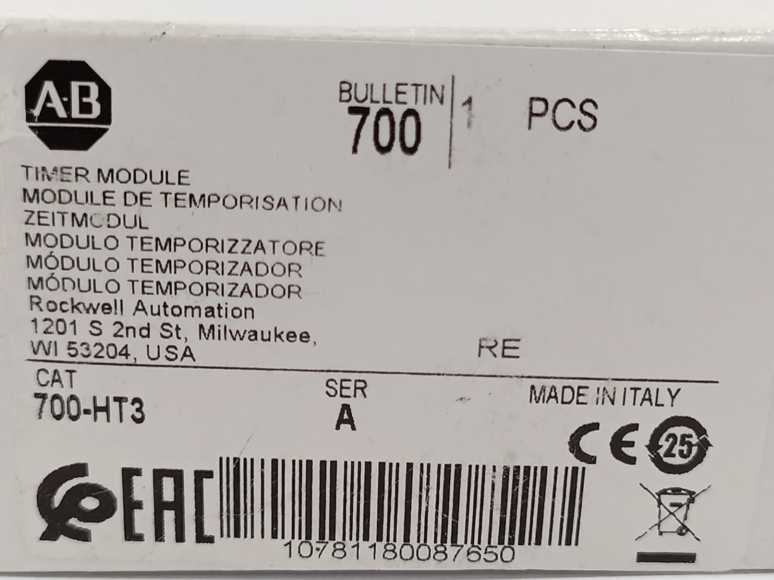 A-B
BULLETIN
700
1 PCS
TIMER MODULE
MODULE DE TEMPORISATION
ZEITMODUL
MODULO TEMPORIZZATORE
MÓDULO TEMPORIZADOR
MÓDULO TEMPORIZADOR
Rockwell Automation
1201 S 2nd St, Milwaukee,
WI 53204, USA
RE
CAT
700-HT3
SER
A
MADE IN ITALY
CE 25
EAC
10781180087650